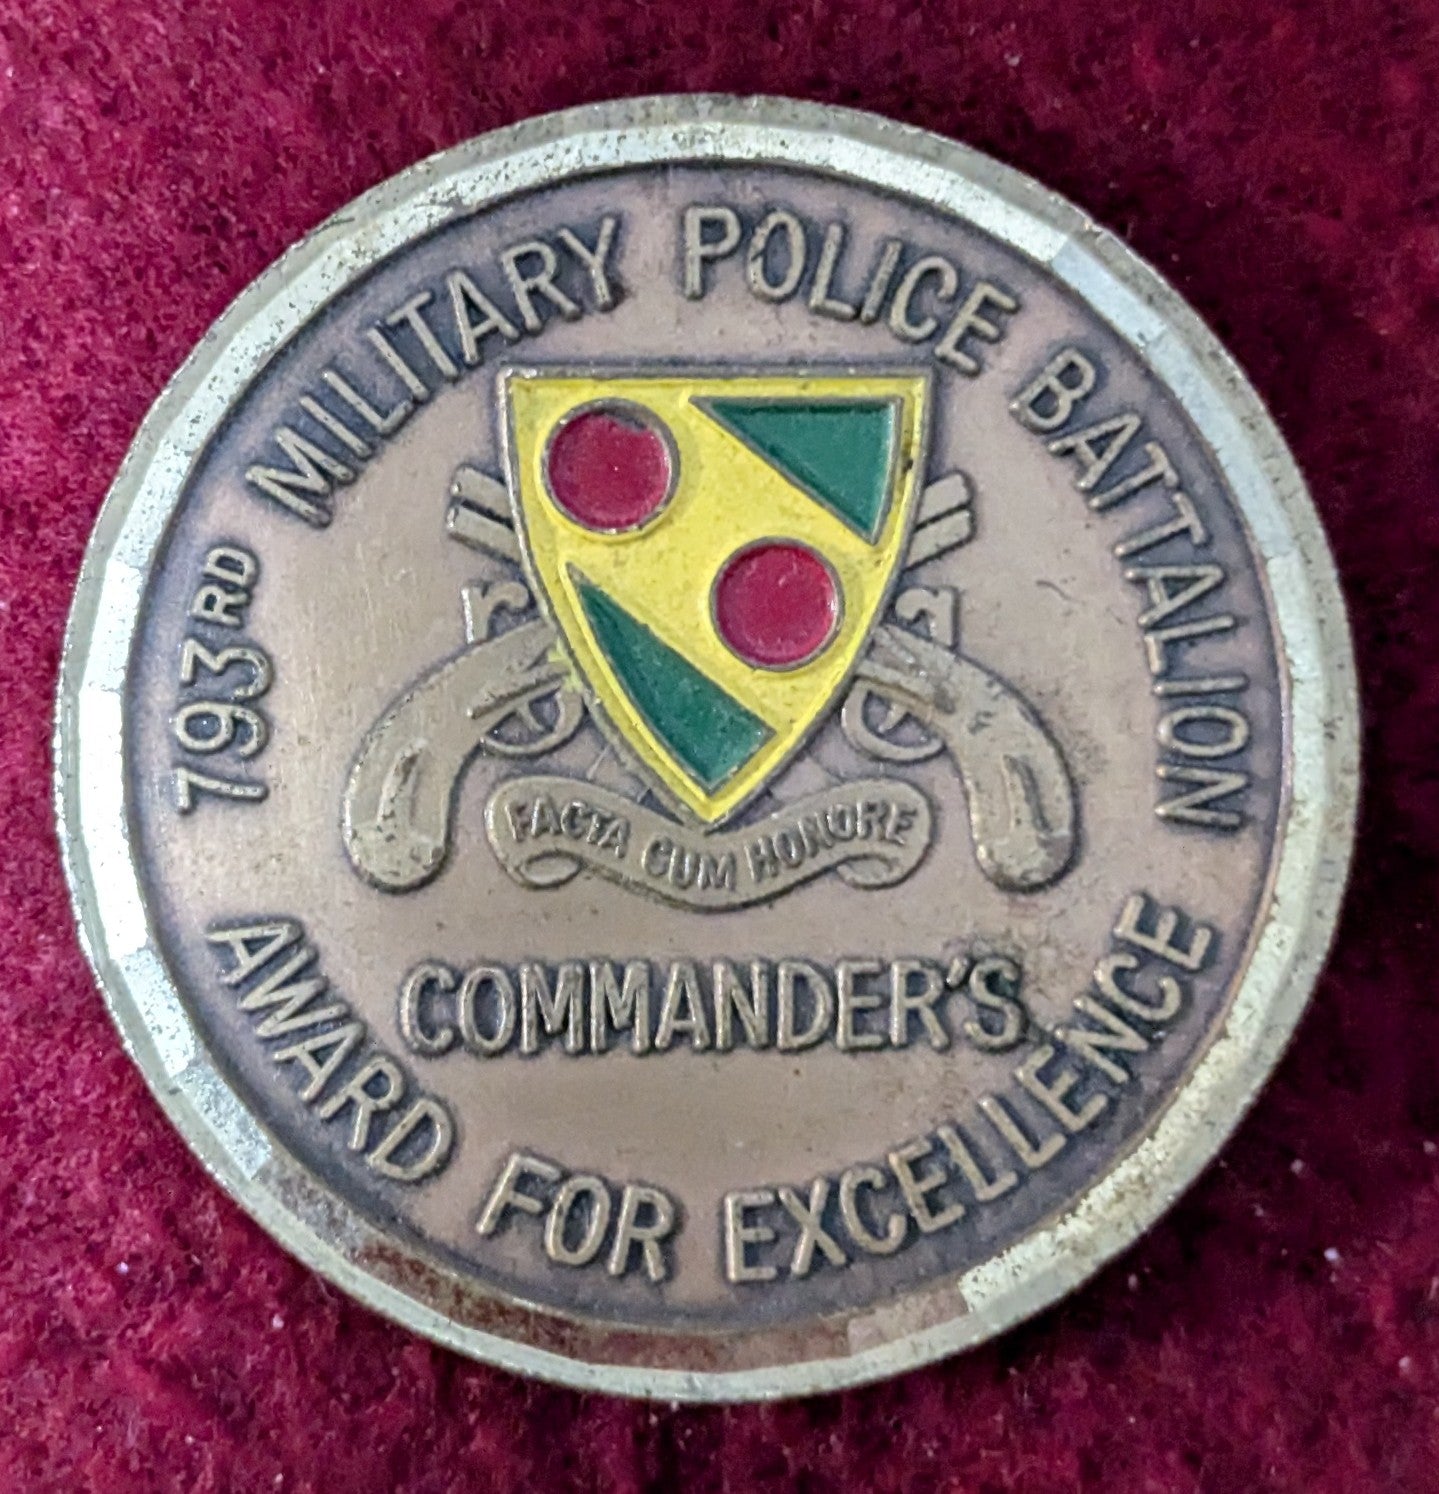 793RD MILITARY POLICE BATTALION
FACTA CUM HONORE
COMMANDER'S
AWARD FOR EXCELLENCE